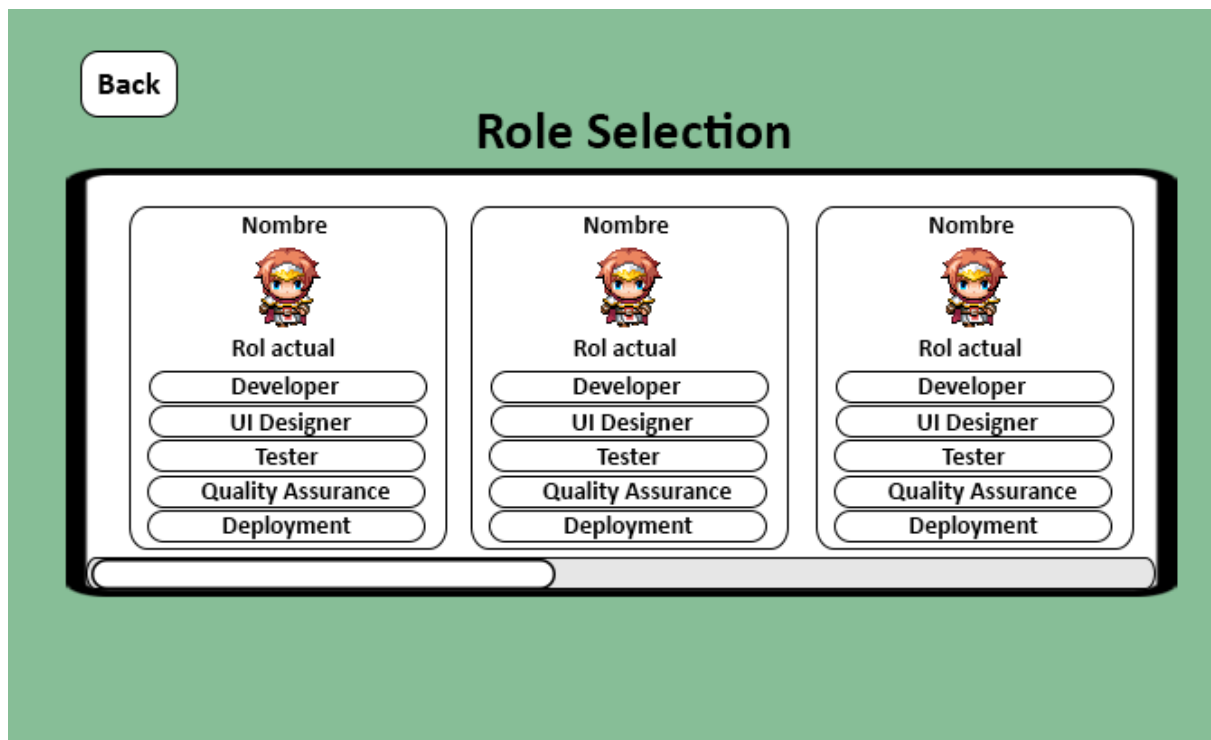 Back
Role Selection
Nombre
Rol actual
Developer
UI Designer
Tester
Quality Assurance
Deployment
Nombre
Rol actual
Developer
UI Designer
Tester
Quality Assurance
Deployment
Nombre
Rol actual
Developer
UI Designer
Tester
Quality Assurance
Deployment